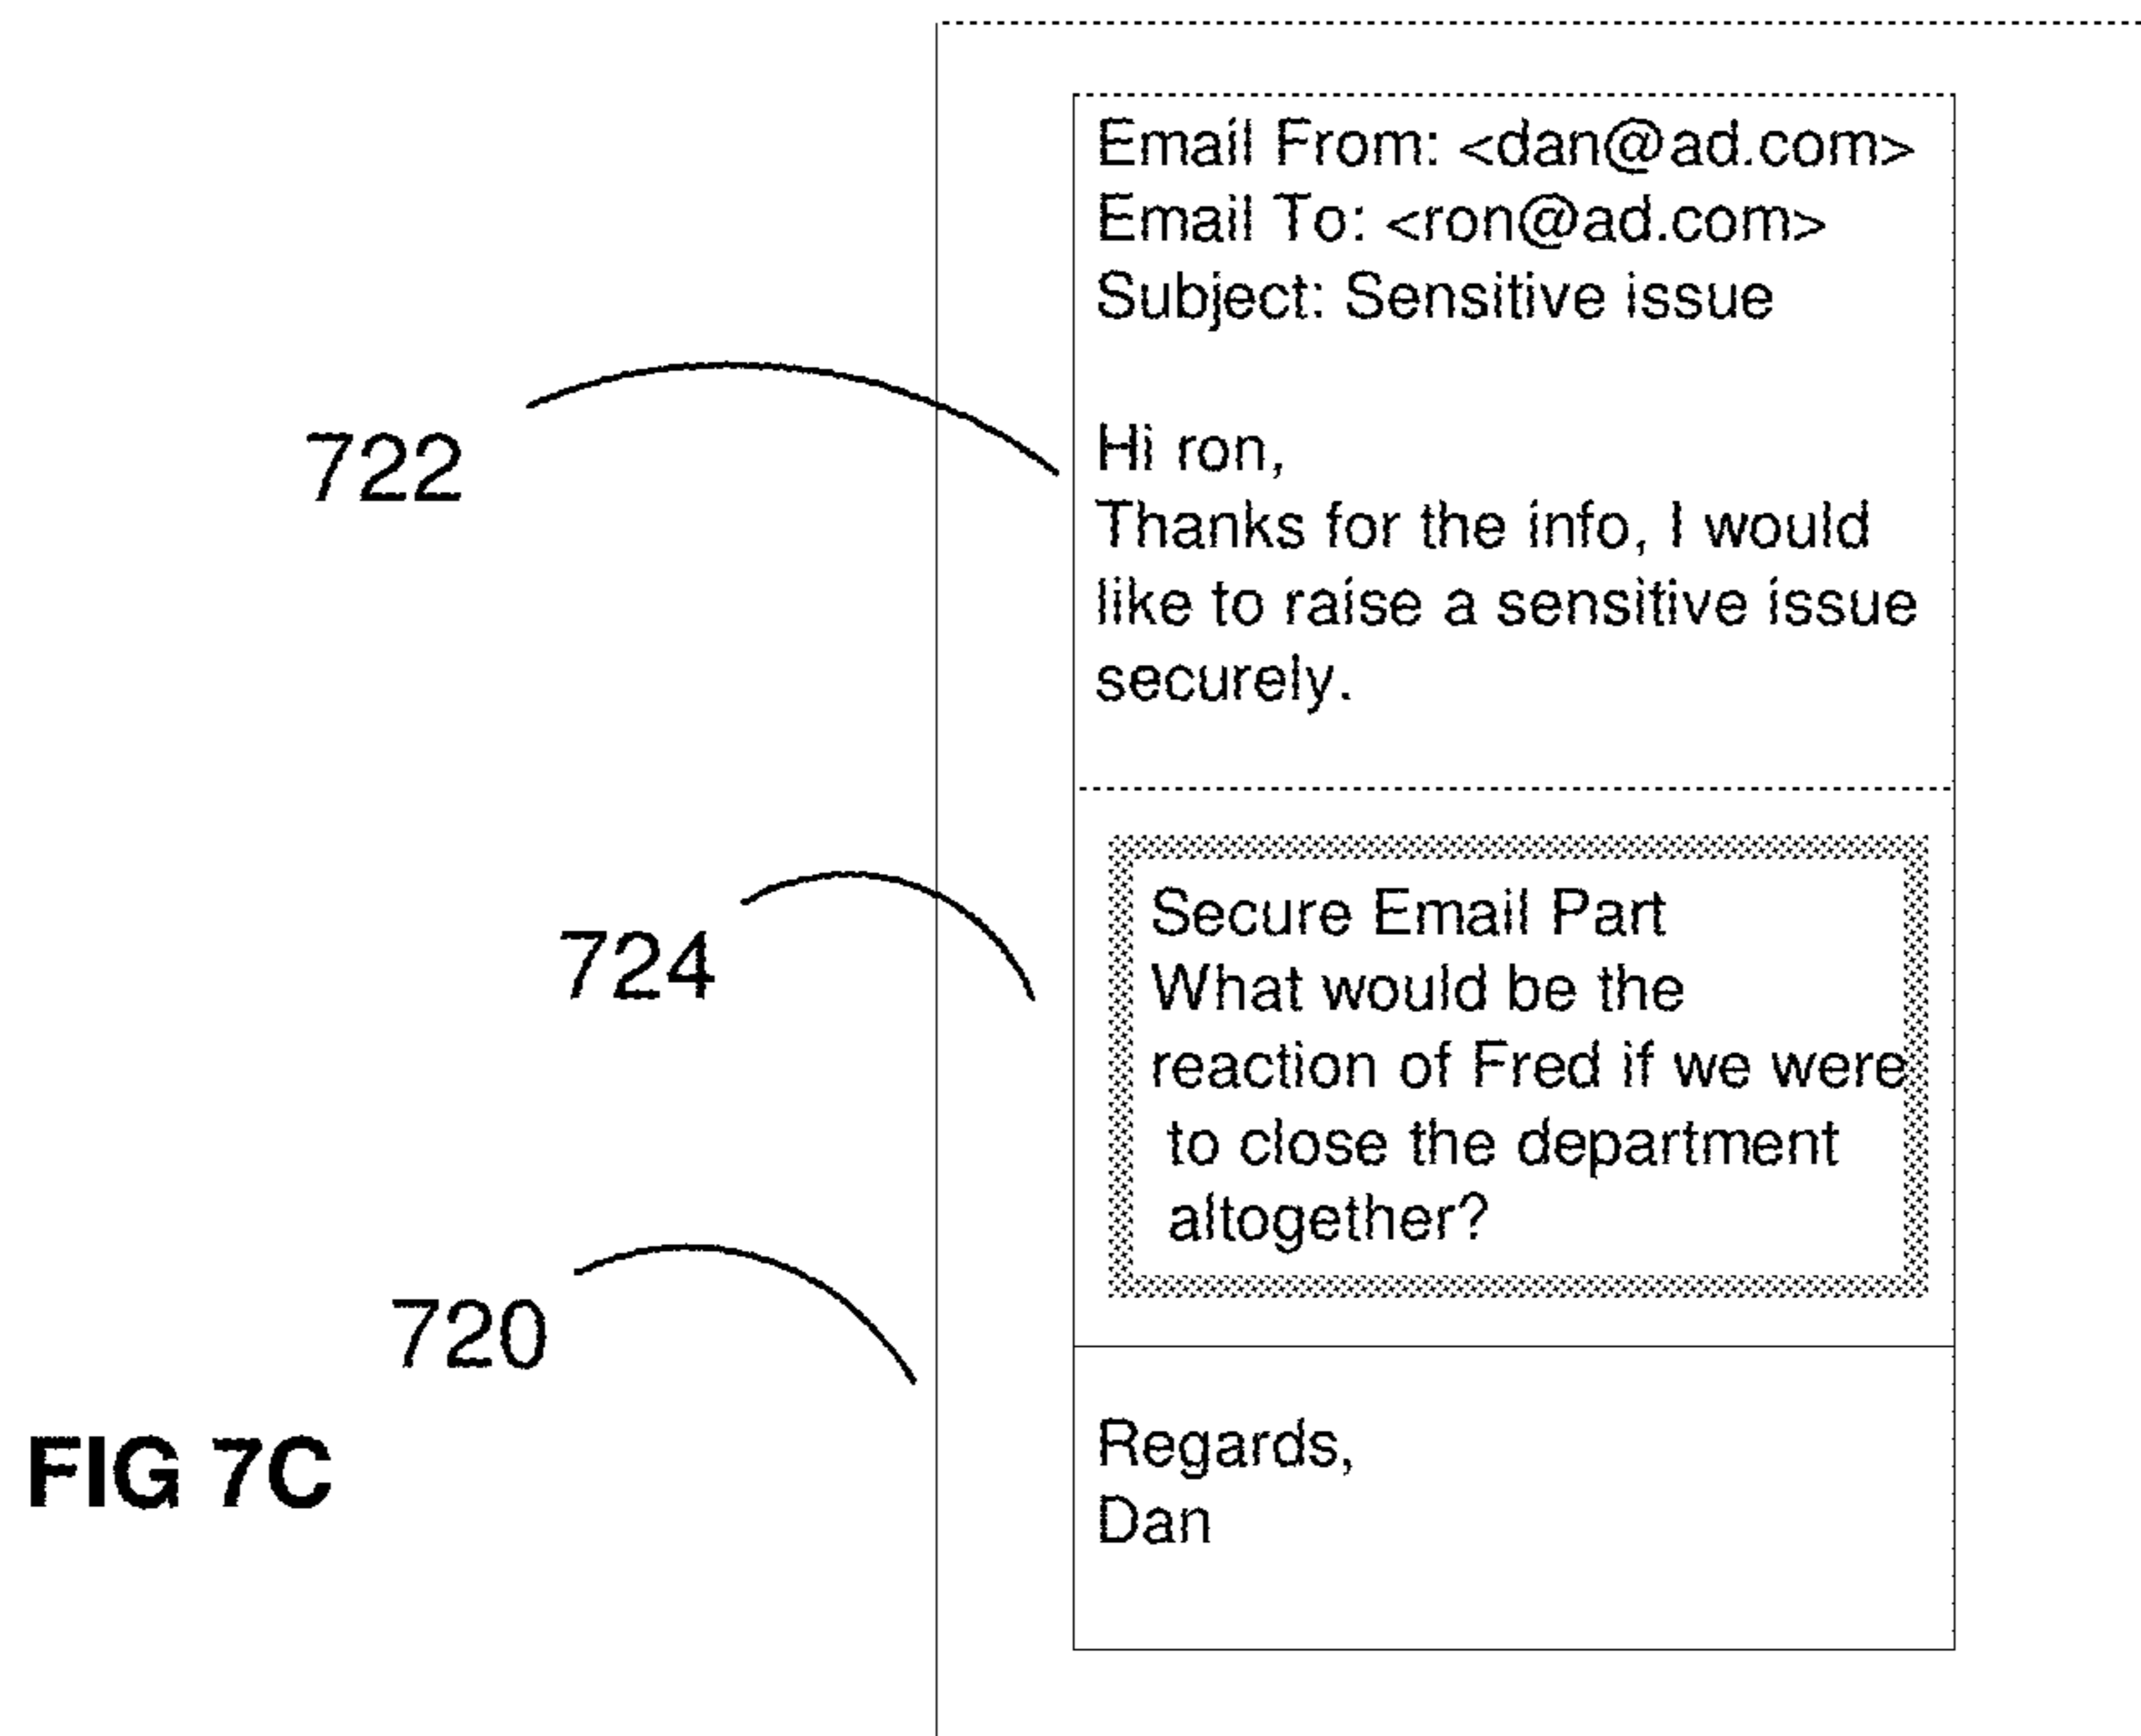 Email From: <dan@ad.com>
Email To: <ron@ad.com>
Subject: Sensitive issue
722
Hi ron,
Thanks for the info, I would
like to raise a sensitive issue
securely.
724
Secure Email Part
What would be the
reaction of Fred if we were
to close the department
altogether?
720
FIG 7C
Regards,
Dan